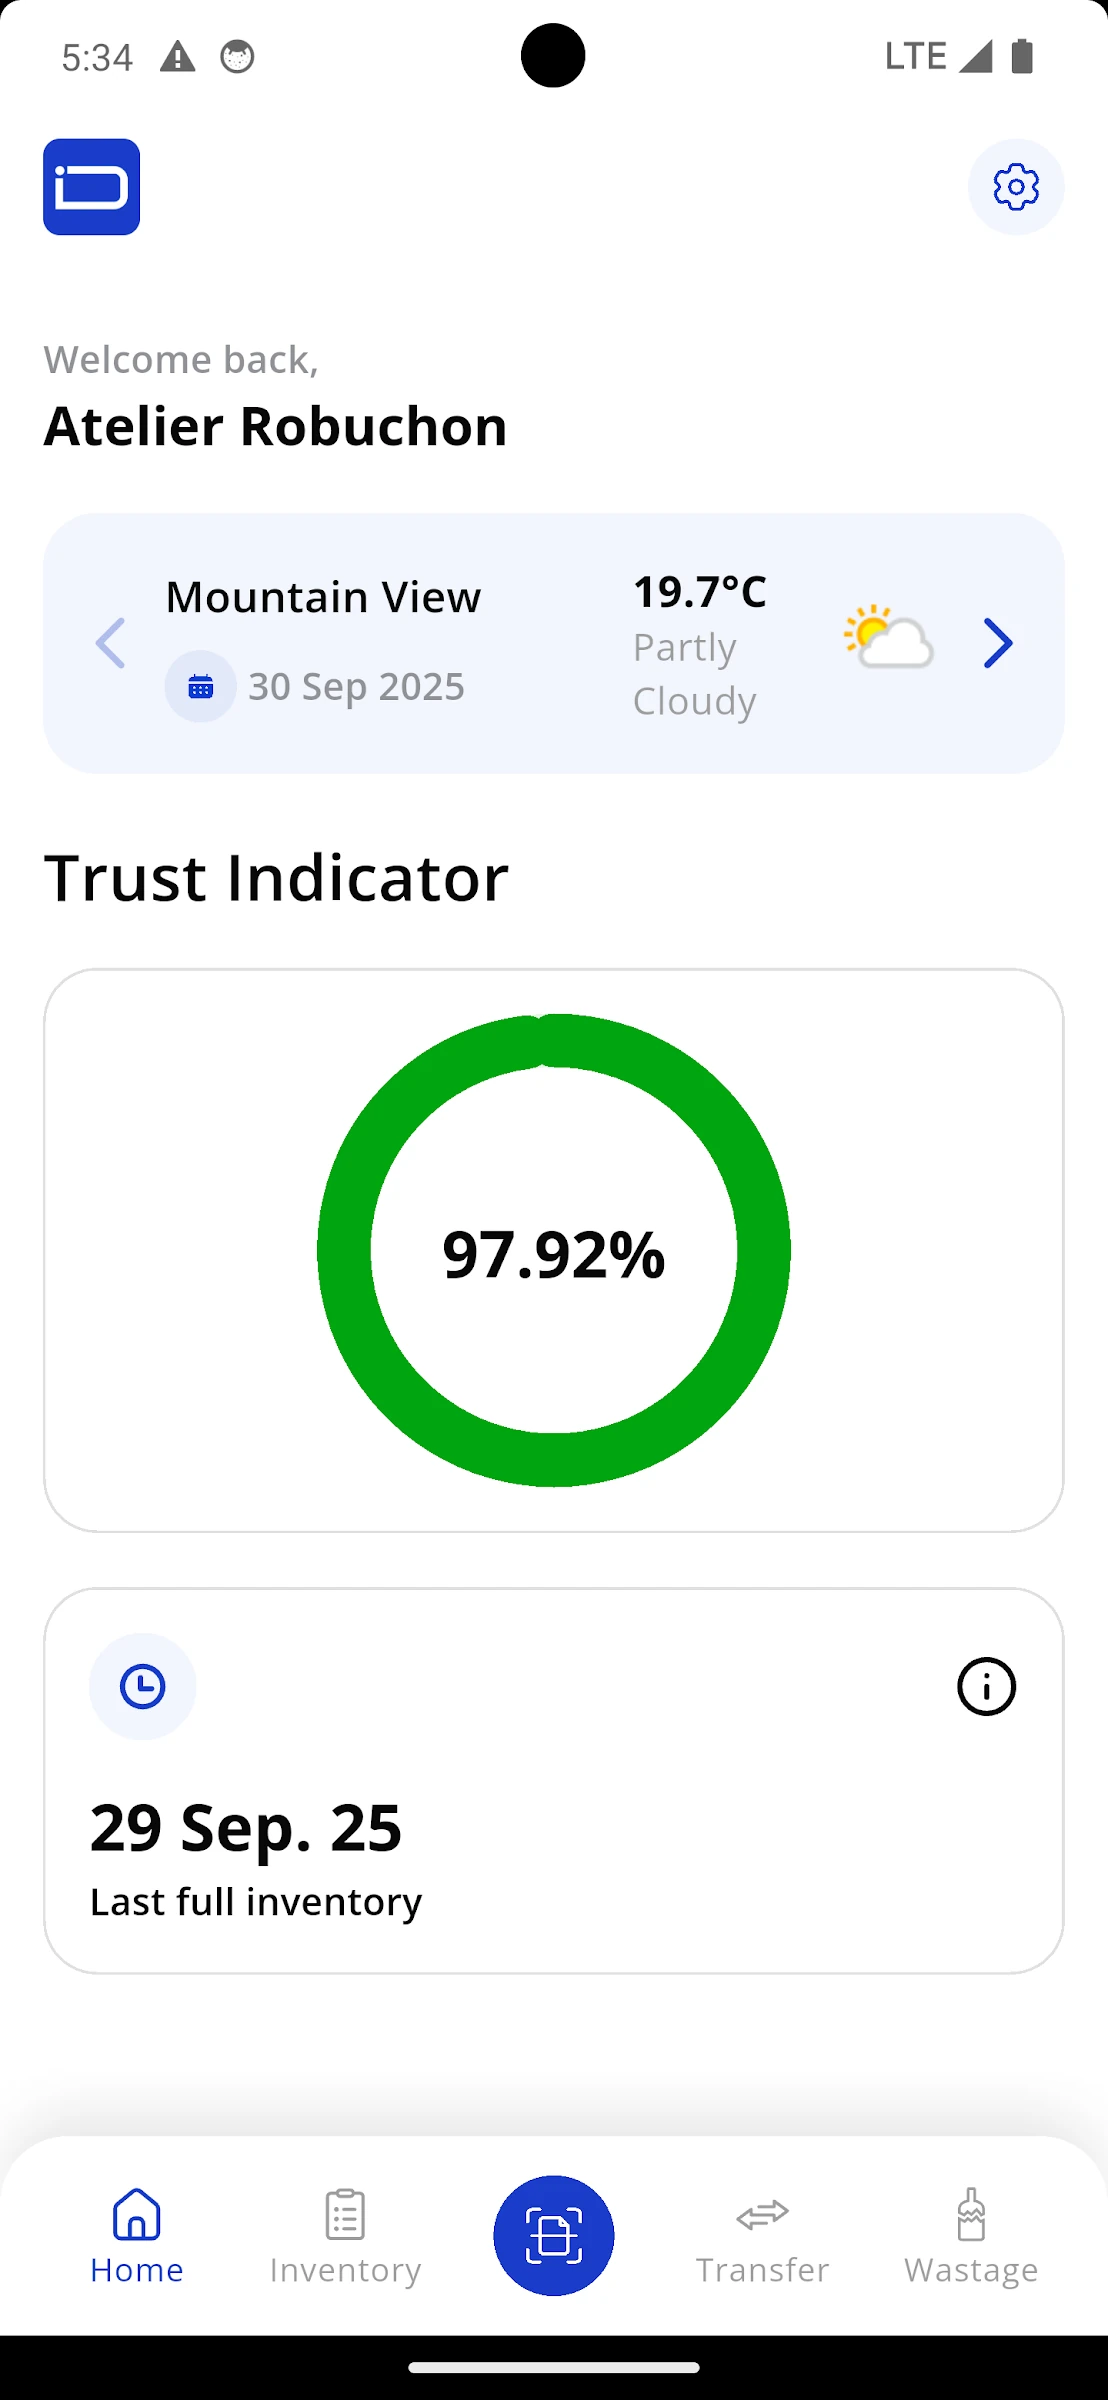 5:34
LTE
Welcome back,
Atelier Robuchon
Mountain View
30 Sep 2025
19.7°C
Partly
Cloudy
Trust Indicator
97.92%
29 Sep. 25
Last full inventory
Home
Inventory
Transfer
Wastage